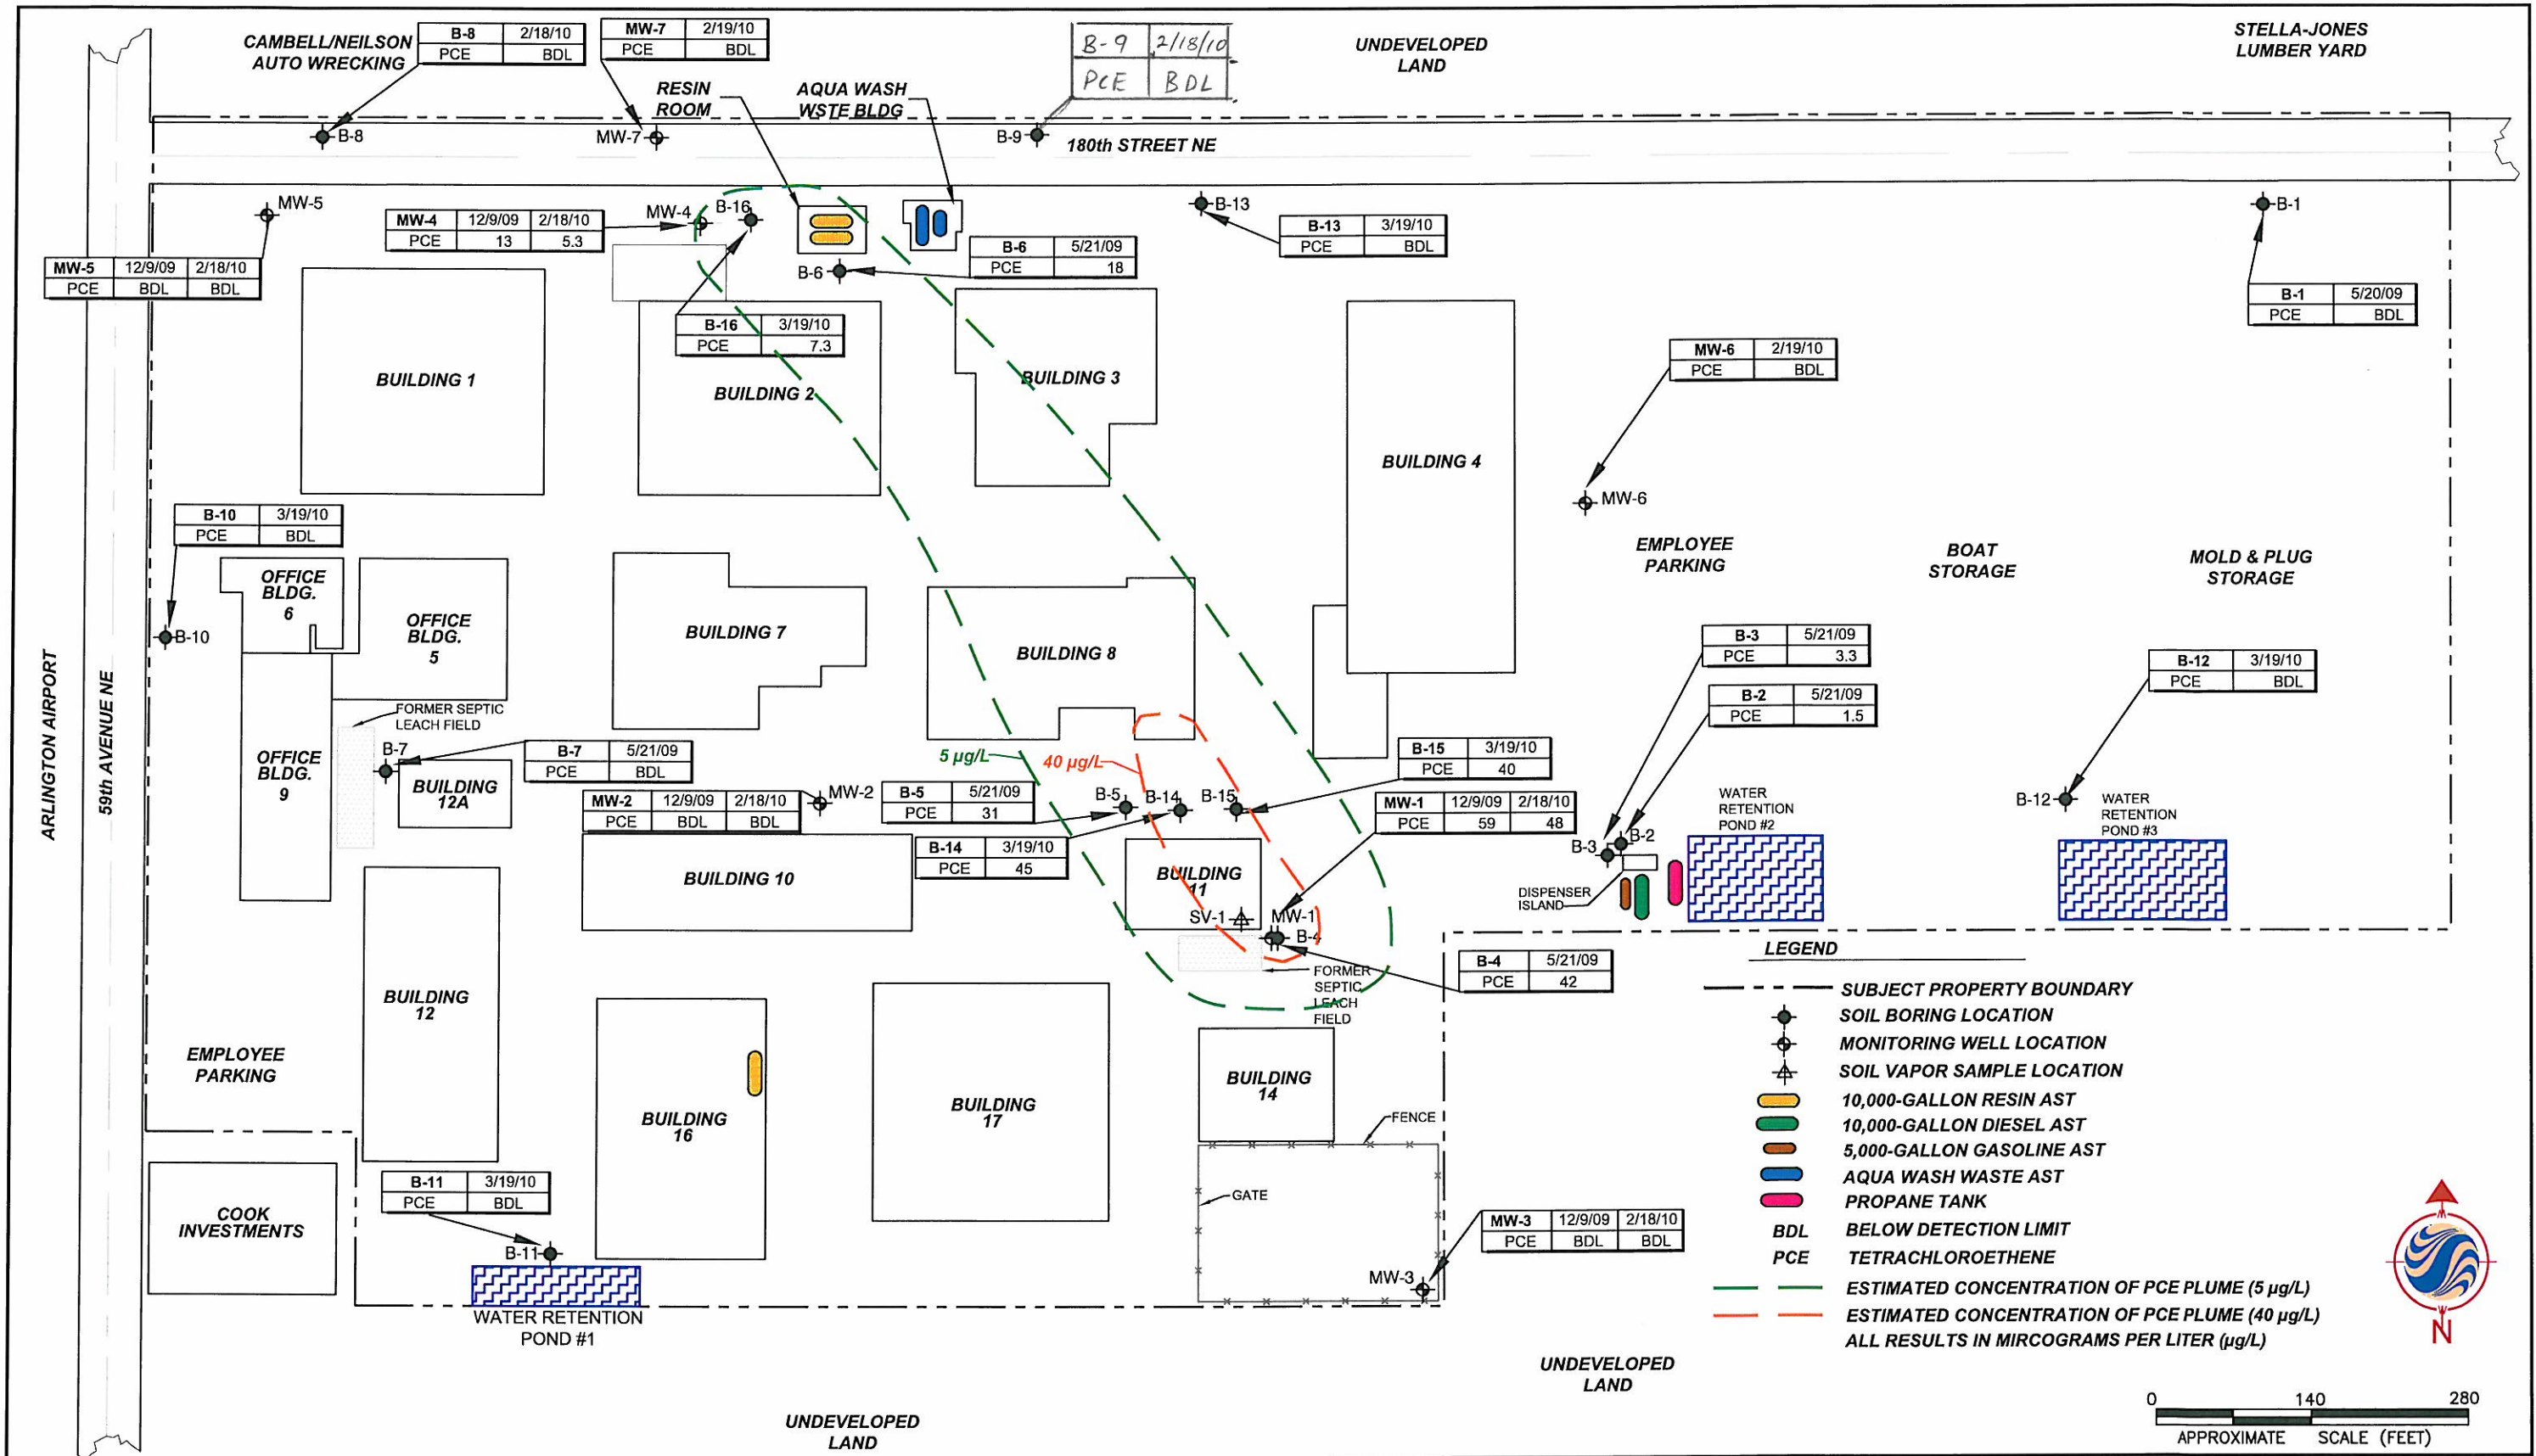 CAMBELL/NEILSON
AUTO WRECKING
B-8 2/18/10
PCE BDL
MW-7 2/19/10
PCE BDL
B-9 2/18/10
PCE BDL
UNDEVELOPED
LAND
STELLA-JONES
LUMBER YARD
RESIN
ROOM
AQUA WASH
WSTE BLDG
B-8
MW-7
B-9
180th STREET NE
MW-5
MW-4 12/9/09 2/18/10
PCE 13 5.3
MW-4
B-16
B-13
B-13 3/19/10
PCE BDL
B-1
MW-5 12/9/09 2/18/10
PCE BDL BDL
B-6
B-6 5/21/09
PCE 18
B-1 5/20/09
PCE BDL
B-16 3/19/10
PCE 7.3
BUILDING 1
BUILDING 2
BUILDING 3
BUILDING 4
MW-6 2/19/10
PCE BDL
MW-6
B-10 3/19/10
PCE BDL
B-10
OFFICE
BLDG.
6
OFFICE
BLDG.
5
BUILDING 7
BUILDING 8
EMPLOYEE
PARKING
BOAT
STORAGE
MOLD & PLUG
STORAGE
ARLINGTON AIRPORT
59th AVENUE NE
B-3 5/21/09
PCE 3.3
B-2 5/21/09
PCE 1.5
B-12 3/19/10
PCE BDL
FORMER SEPTIC
LEACH FIELD
OFFICE
BLDG.
9
B-7
B-7 5/21/09
PCE BDL
BUILDING
12A
5 µg/L
40 µg/L
B-15 3/19/10
PCE 40
MW-2 12/9/09 2/18/10
PCE BDL BDL
MW-2
B-5 5/21/09
PCE 31
B-5
B-14
B-15
MW-1 12/9/09 2/18/10
PCE 59 48
B-14 3/19/10
PCE 45
BUILDING 10
BUILDING
11
SV-1
MW-1
B-4
B-3
B-2
DISPENSER
ISLAND
WATER
RETENTION
POND #2
B-12
WATER
RETENTION
POND #3
FORMER
SEPTIC
LEACH
FIELD
B-4 5/21/09
PCE 42
BUILDING
12
EMPLOYEE
PARKING
BUILDING
16
BUILDING
17
BUILDING
14
FENCE
GATE
COOK
INVESTMENTS
B-11 3/19/10
PCE BDL
B-11
WATER RETENTION
POND #1
MW-3 12/9/09 2/18/10
PCE BDL BDL
MW-3
UNDEVELOPED
LAND
UNDEVELOPED
LAND
LEGEND
SUBJECT PROPERTY BOUNDARY
SOIL BORING LOCATION
MONITORING WELL LOCATION
SOIL VAPOR SAMPLE LOCATION
10,000-GALLON RESIN AST
10,000-GALLON DIESEL AST
5,000-GALLON GASOLINE AST
AQUA WASH WASTE AST
PROPANE TANK
BDL BELOW DETECTION LIMIT
PCE TETRACHLOROETHENE
ESTIMATED CONCENTRATION OF PCE PLUME (5 µg/L)
ESTIMATED CONCENTRATION OF PCE PLUME (40 µg/L)
ALL RESULTS IN MIRCOGRAMS PER LITER (µg/L)
N
0 140 280
APPROXIMATE SCALE (FEET)